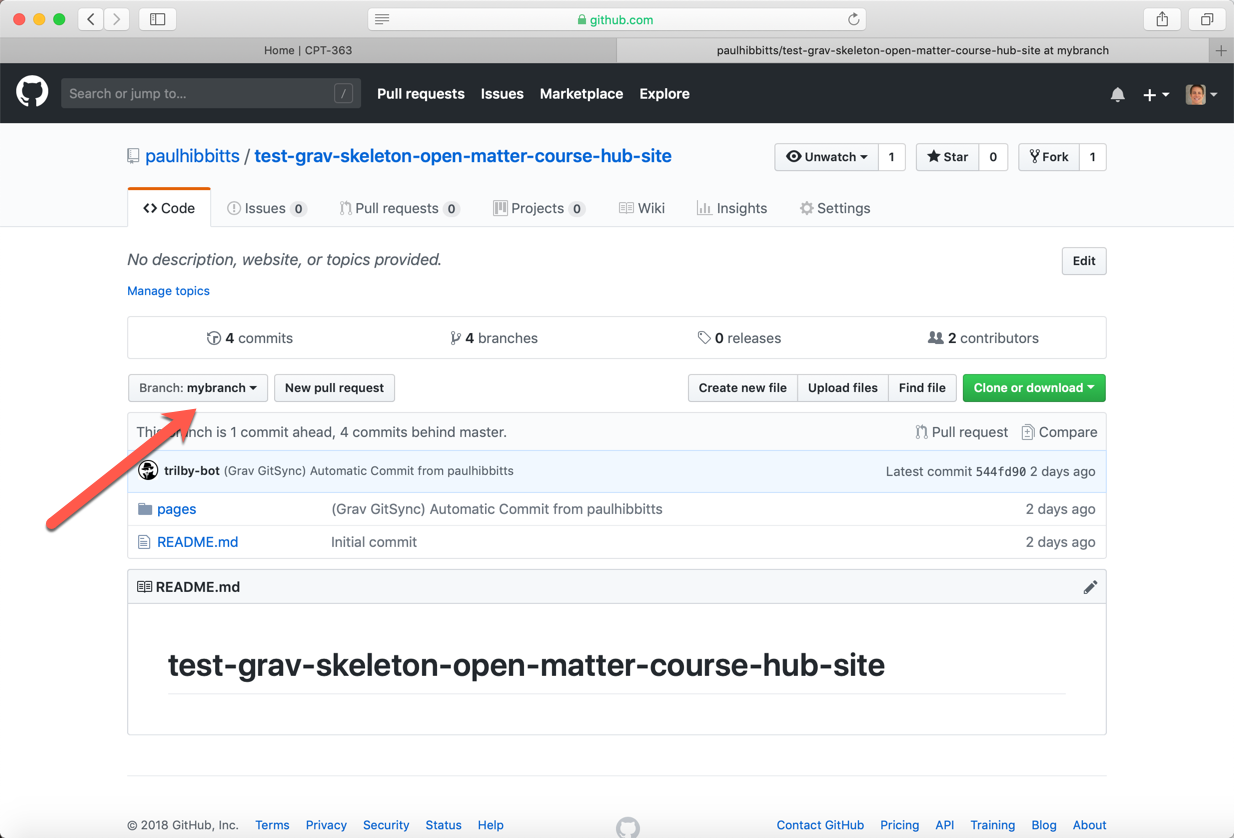 github.com
Home | CPT-363
paulhibbitts/test-grav-skeleton-open-matter-course-hub-site at mybranch
Search or jump to... /
Pull requests Issues Marketplace Explore
paulhibbitts / test-grav-skeleton-open-matter-course-hub-site
Unwatch 1 Star 0 Fork 1
Code Issues 0 Pull requests 0 Projects 0 Wiki Insights Settings
No description, website, or topics provided.
Edit
Manage topics
4 commits 4 branches 0 releases 2 contributors
Branch: mybranch New pull request Create new file Upload files Find file Clone or download
This branch is 1 commit ahead, 4 commits behind master. Pull request Compare
trilby-bot (Grav GitSync) Automatic Commit from paulhibbitts Latest commit 544fd90 2 days ago
pages (Grav GitSync) Automatic Commit from paulhibbitts 2 days ago
README.md Initial commit 2 days ago
README.md
test-grav-skeleton-open-matter-course-hub-site
© 2018 GitHub, Inc. Terms Privacy Security Status Help Contact GitHub Pricing API Training Blog About